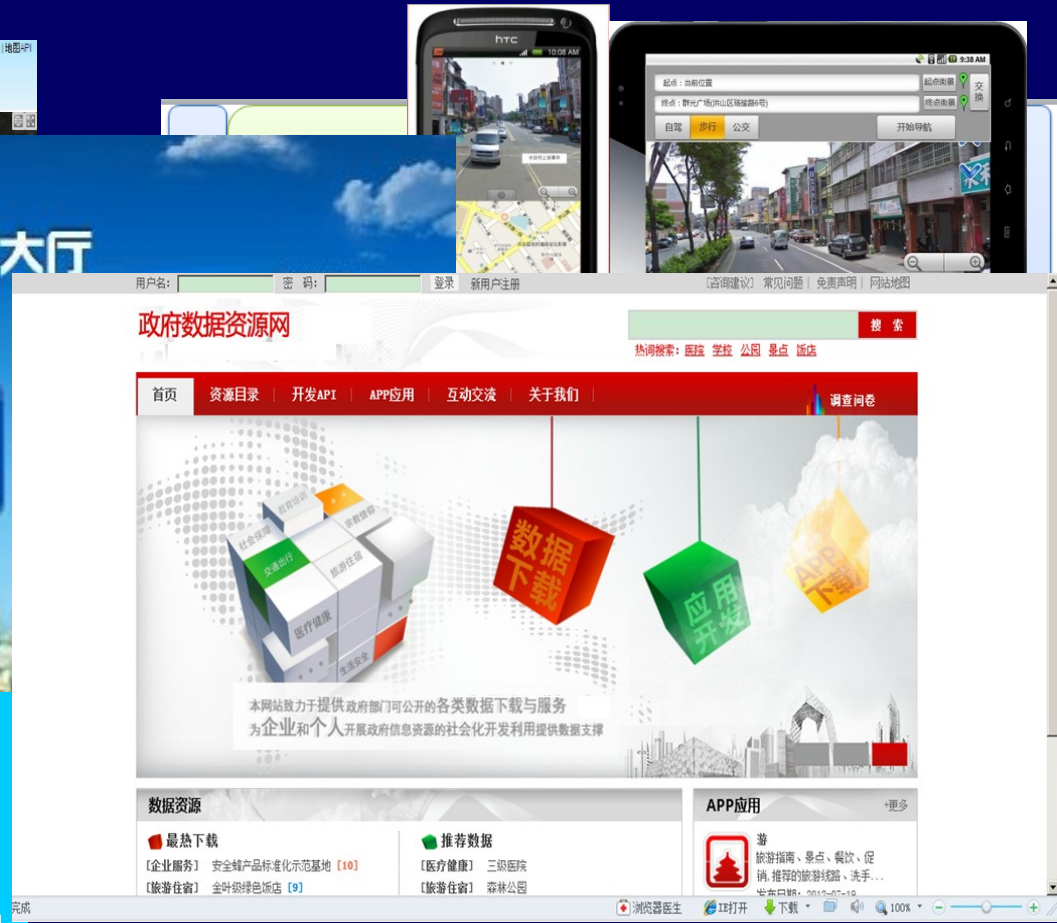 地图API
hTC
10:08 AM
9:38 AM
起点：当前位置
起点街景
交换
终点：群光广场(洪山区珞瑜路6号)
终点街景
自驾
步行
公交
开始导航
大厅
用户名：
密 码：
登录
新用户注册
[咨询建议] 常见问题 | 免责声明 | 网站地图
政府数据资源网
搜 索
热词搜索：医院 学校 公园 景点 饭店
首页
资源目录
开发API
APP应用
互动交流
关于我们
调查问卷
教育培训
宗教信仰
社会保障
交通出行
旅游住宿
医疗健康
生活安全
数据下载
应用开发
APP下载
本网站致力于提供政府部门可公开的各类数据下载与服务
为企业和个人开展政府信息资源的社会化开发利用提供数据支撑
数据资源
最热下载
[企业服务] 安全蜂产品标准化示范基地 [10]
[旅游住宿] 金叶级绿色饭店 [9]
推荐数据
[医疗健康] 三级医院
[旅游住宿] 森林公园
APP应用
+更多
游
旅游指南、景点、餐饮、促
销,推荐的旅游线路、洗手...
发布日期：2012-07-19
完成
浏览器医生
IE打开
下载
100%